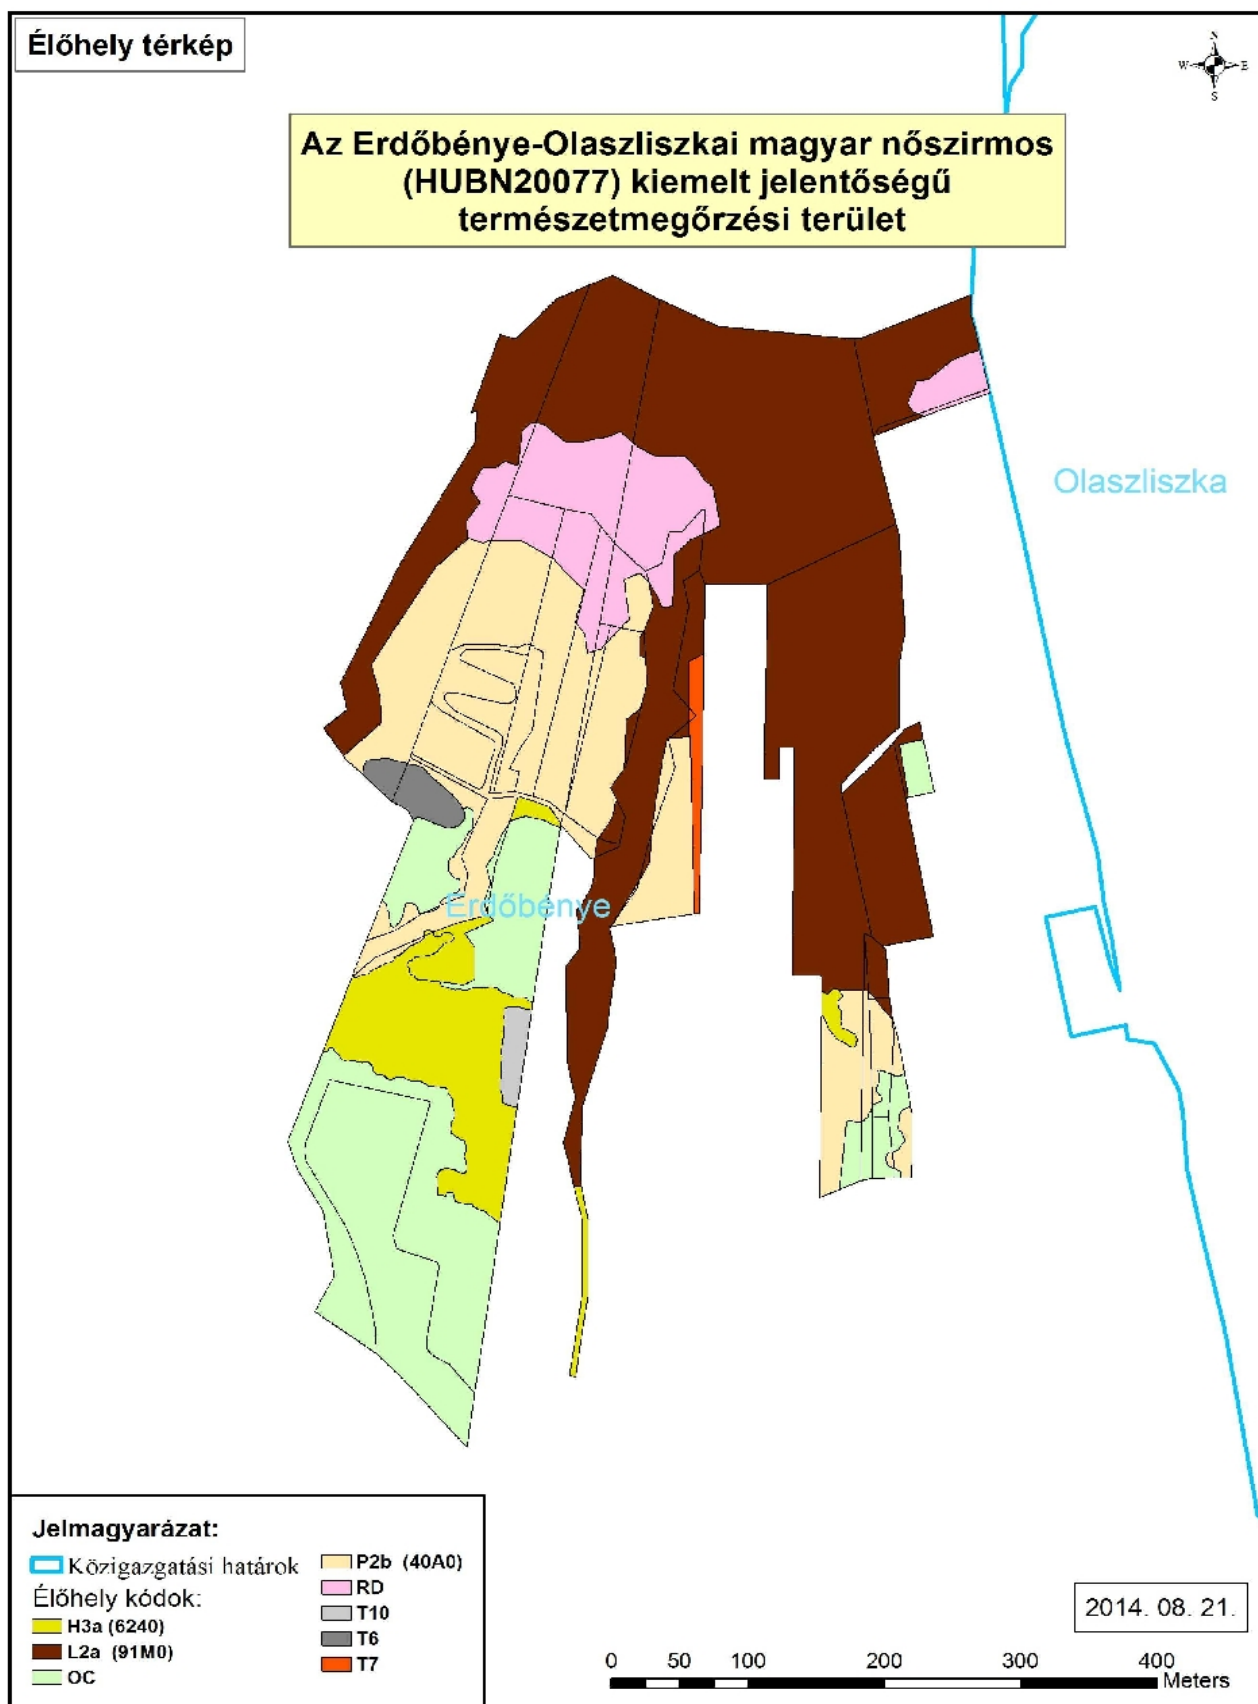 Élőhely térkép
N
W E
S
Az Erdőbénye-Olaszliszkai magyar nőszirmos
(HUBN20077) kiemelt jelentőségű
természetmegőrzési terület
Olaszliszka
Erdőbénye
Jelmagyarázat:
Közigazgatási határok
Élőhely kódok:
H3a (6240)
L2a (91M0)
OC
P2b (40A0)
RD
T10
T6
T7
2014. 08. 21.
0 50 100 200 300 400
Meters